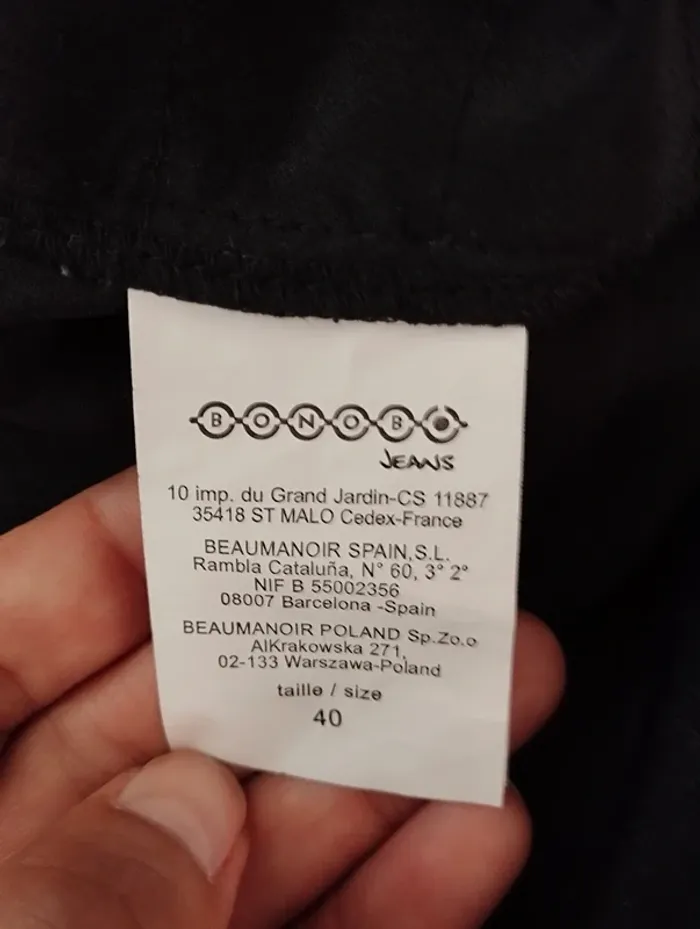 BONOBO
JEANS
10 imp. du Grand Jardin-CS 11887
35418 ST MALO Cedex-France
BEAUMANOIR SPAIN,S.L.
Rambla Cataluña, N° 60, 3° 2°
NIF B 55002356
08007 Barcelona -Spain
BEAUMANOIR POLAND Sp.Zo.o
AlKrakowska 271,
02-133 Warszawa-Poland
taille / size
40